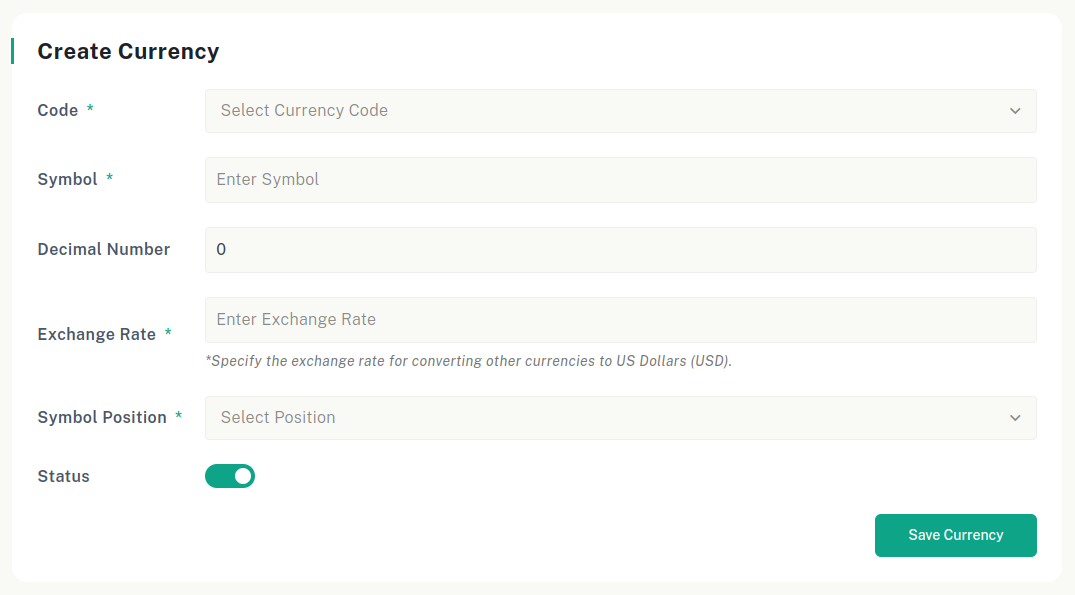 Create Currency
Code *
Select Currency Code
Symbol *
Enter Symbol
Decimal Number
0
Exchange Rate *
Enter Exchange Rate
*Specify the exchange rate for converting other currencies to US Dollars (USD).
Symbol Position *
Select Position
Status
Save Currency